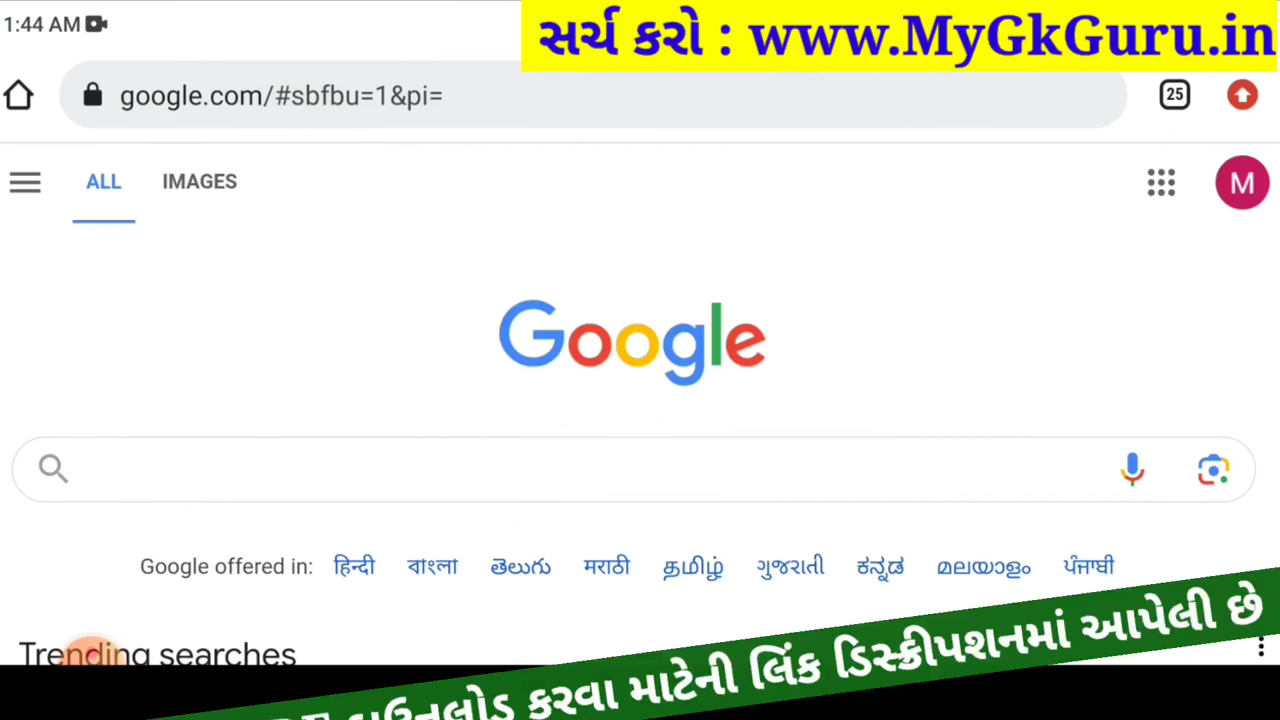 1:44 AM
સર્ચ કરો : www.MyGkGuru.in
google.com/#sbfbu=1&pi=
25
ALL IMAGES
M
Google
Google offered in: हिन्दी বাংলা తెలుగు मराठी தமிழ் ગુજરાતી ಕನ್ನಡ മലയാളം ਪੰਜਾਬੀ
Trending searches
કરવા માટેની લિંક ડિસ્ક્રીપશનમાં આપેલી છે